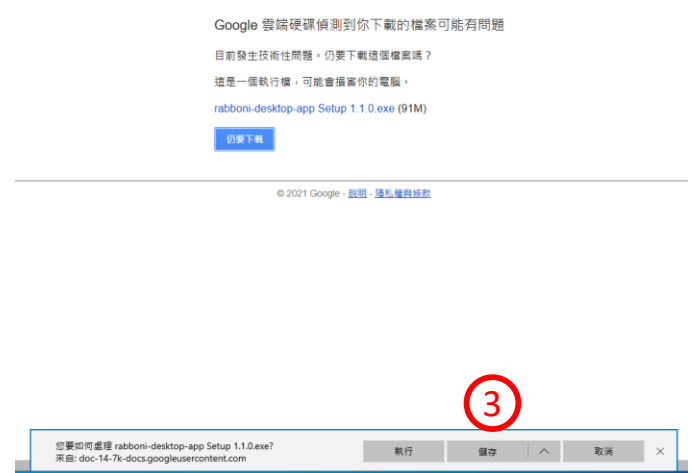 Google 雲端硬碟偵測到你下載的檔案可能有問題
目前發生技術性問題。仍要下載這個檔案嗎？
這是一個執行檔，可能會損害你的電腦。
rabboni-desktop-app Setup 1.1.0.exe (91M)
仍要下載
© 2021 Google - 說明 - 隱私權與條款
3
您要如何處理 rabboni-desktop-app Setup 1.1.0.exe?
來自: doc-14-7k-docs.googleusercontent.com
執行 儲存 取消